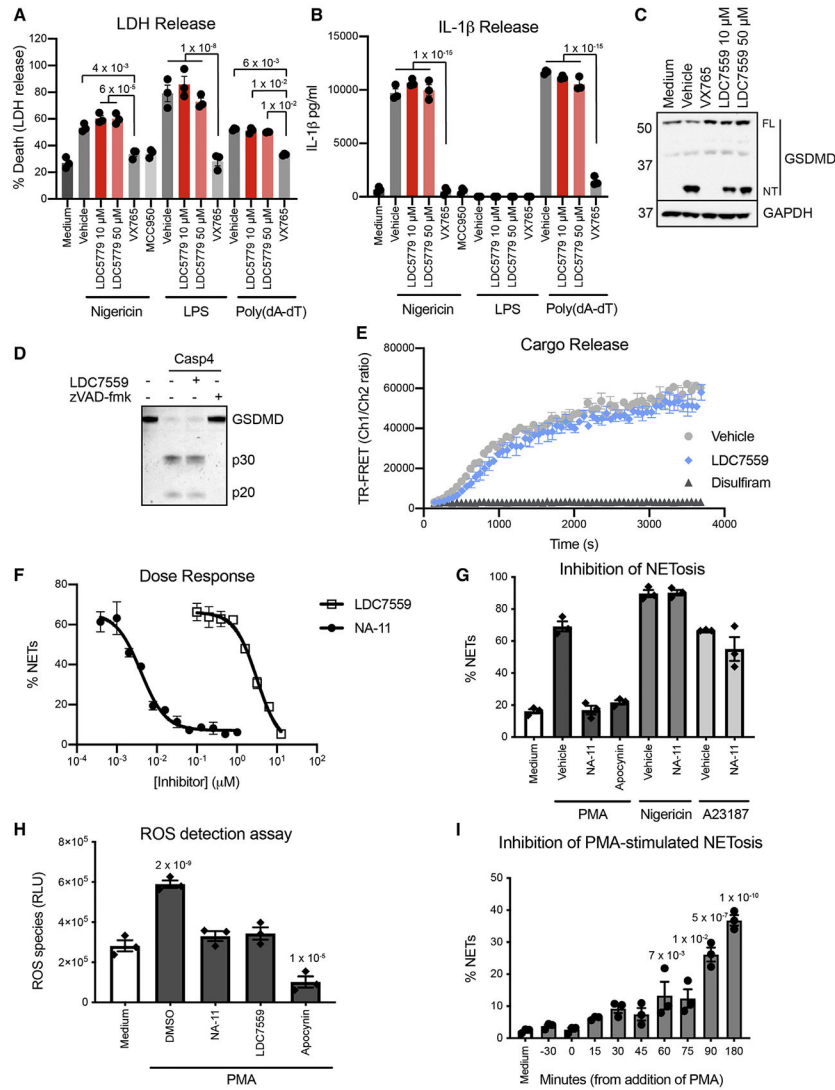 A
LDH Release
% Death (LDH release)
120
100
80
60
40
20
0
4 x 10-3
6 x 10-5
1 x 10-8
6 x 10-3
1 x 10-2
1 x 10-2
Medium
Vehicle
LDC5779 10 µM
LDC5779 50 µM
VX765
MCC950
Vehicle
LDC5779 10 µM
LDC5779 50 µM
VX765
Vehicle
LDC5779 10 µM
LDC5779 50 µM
VX765
Nigericin
LPS
Poly(dA-dT)
B
IL-1β Release
IL-1β pg/ml
15000
10000
5000
0
1 x 10-15
1 x 10-15
Medium
Vehicle
LDC5779 10 µM
LDC5779 50 µM
VX765
MCC950
Vehicle
LDC5779 10 µM
LDC5779 50 µM
VX765
Vehicle
LDC5779 10 µM
LDC5779 50 µM
VX765
Nigericin
LPS
Poly(dA-dT)
C
Medium
Vehicle
VX765
LDC7559 10 µM
LDC7559 50 µM
50
37
37
FL
GSDMD
NT
GAPDH
D
Casp4
LDC7559 - - + -
zVAD-fmk - - - +
GSDMD
p30
p20
E
Cargo Release
TR-FRET (Ch1/Ch2 ratio)
80000
60000
40000
20000
0
0 1000 2000 3000 4000
Time (s)
Vehicle
LDC7559
Disulfiram
F
Dose Response
% NETs
80
60
40
20
0
10-4 10-3 10-2 10-1 100 101 102
[Inhibitor] (µM)
LDC7559
NA-11
G
Inhibition of NETosis
% NETs
100
80
60
40
20
0
Medium
Vehicle
NA-11
Apocynin
Vehicle
NA-11
Vehicle
NA-11
PMA
Nigericin
A23187
H
ROS detection assay
ROS species (RLU)
8×105
6×105
4×105
2×105
0
2 x 10-9
1 x 10-5
Medium
DMSO
NA-11
LDC7559
Apocynin
PMA
I
Inhibition of PMA-stimulated NETosis
% NETs
50
40
30
20
10
0
7 x 10-3
1 x 10-2
5 x 10-7
1 x 10-10
Medium
-30
0
15
30
45
60
75
90
180
Minutes (from addition of PMA)